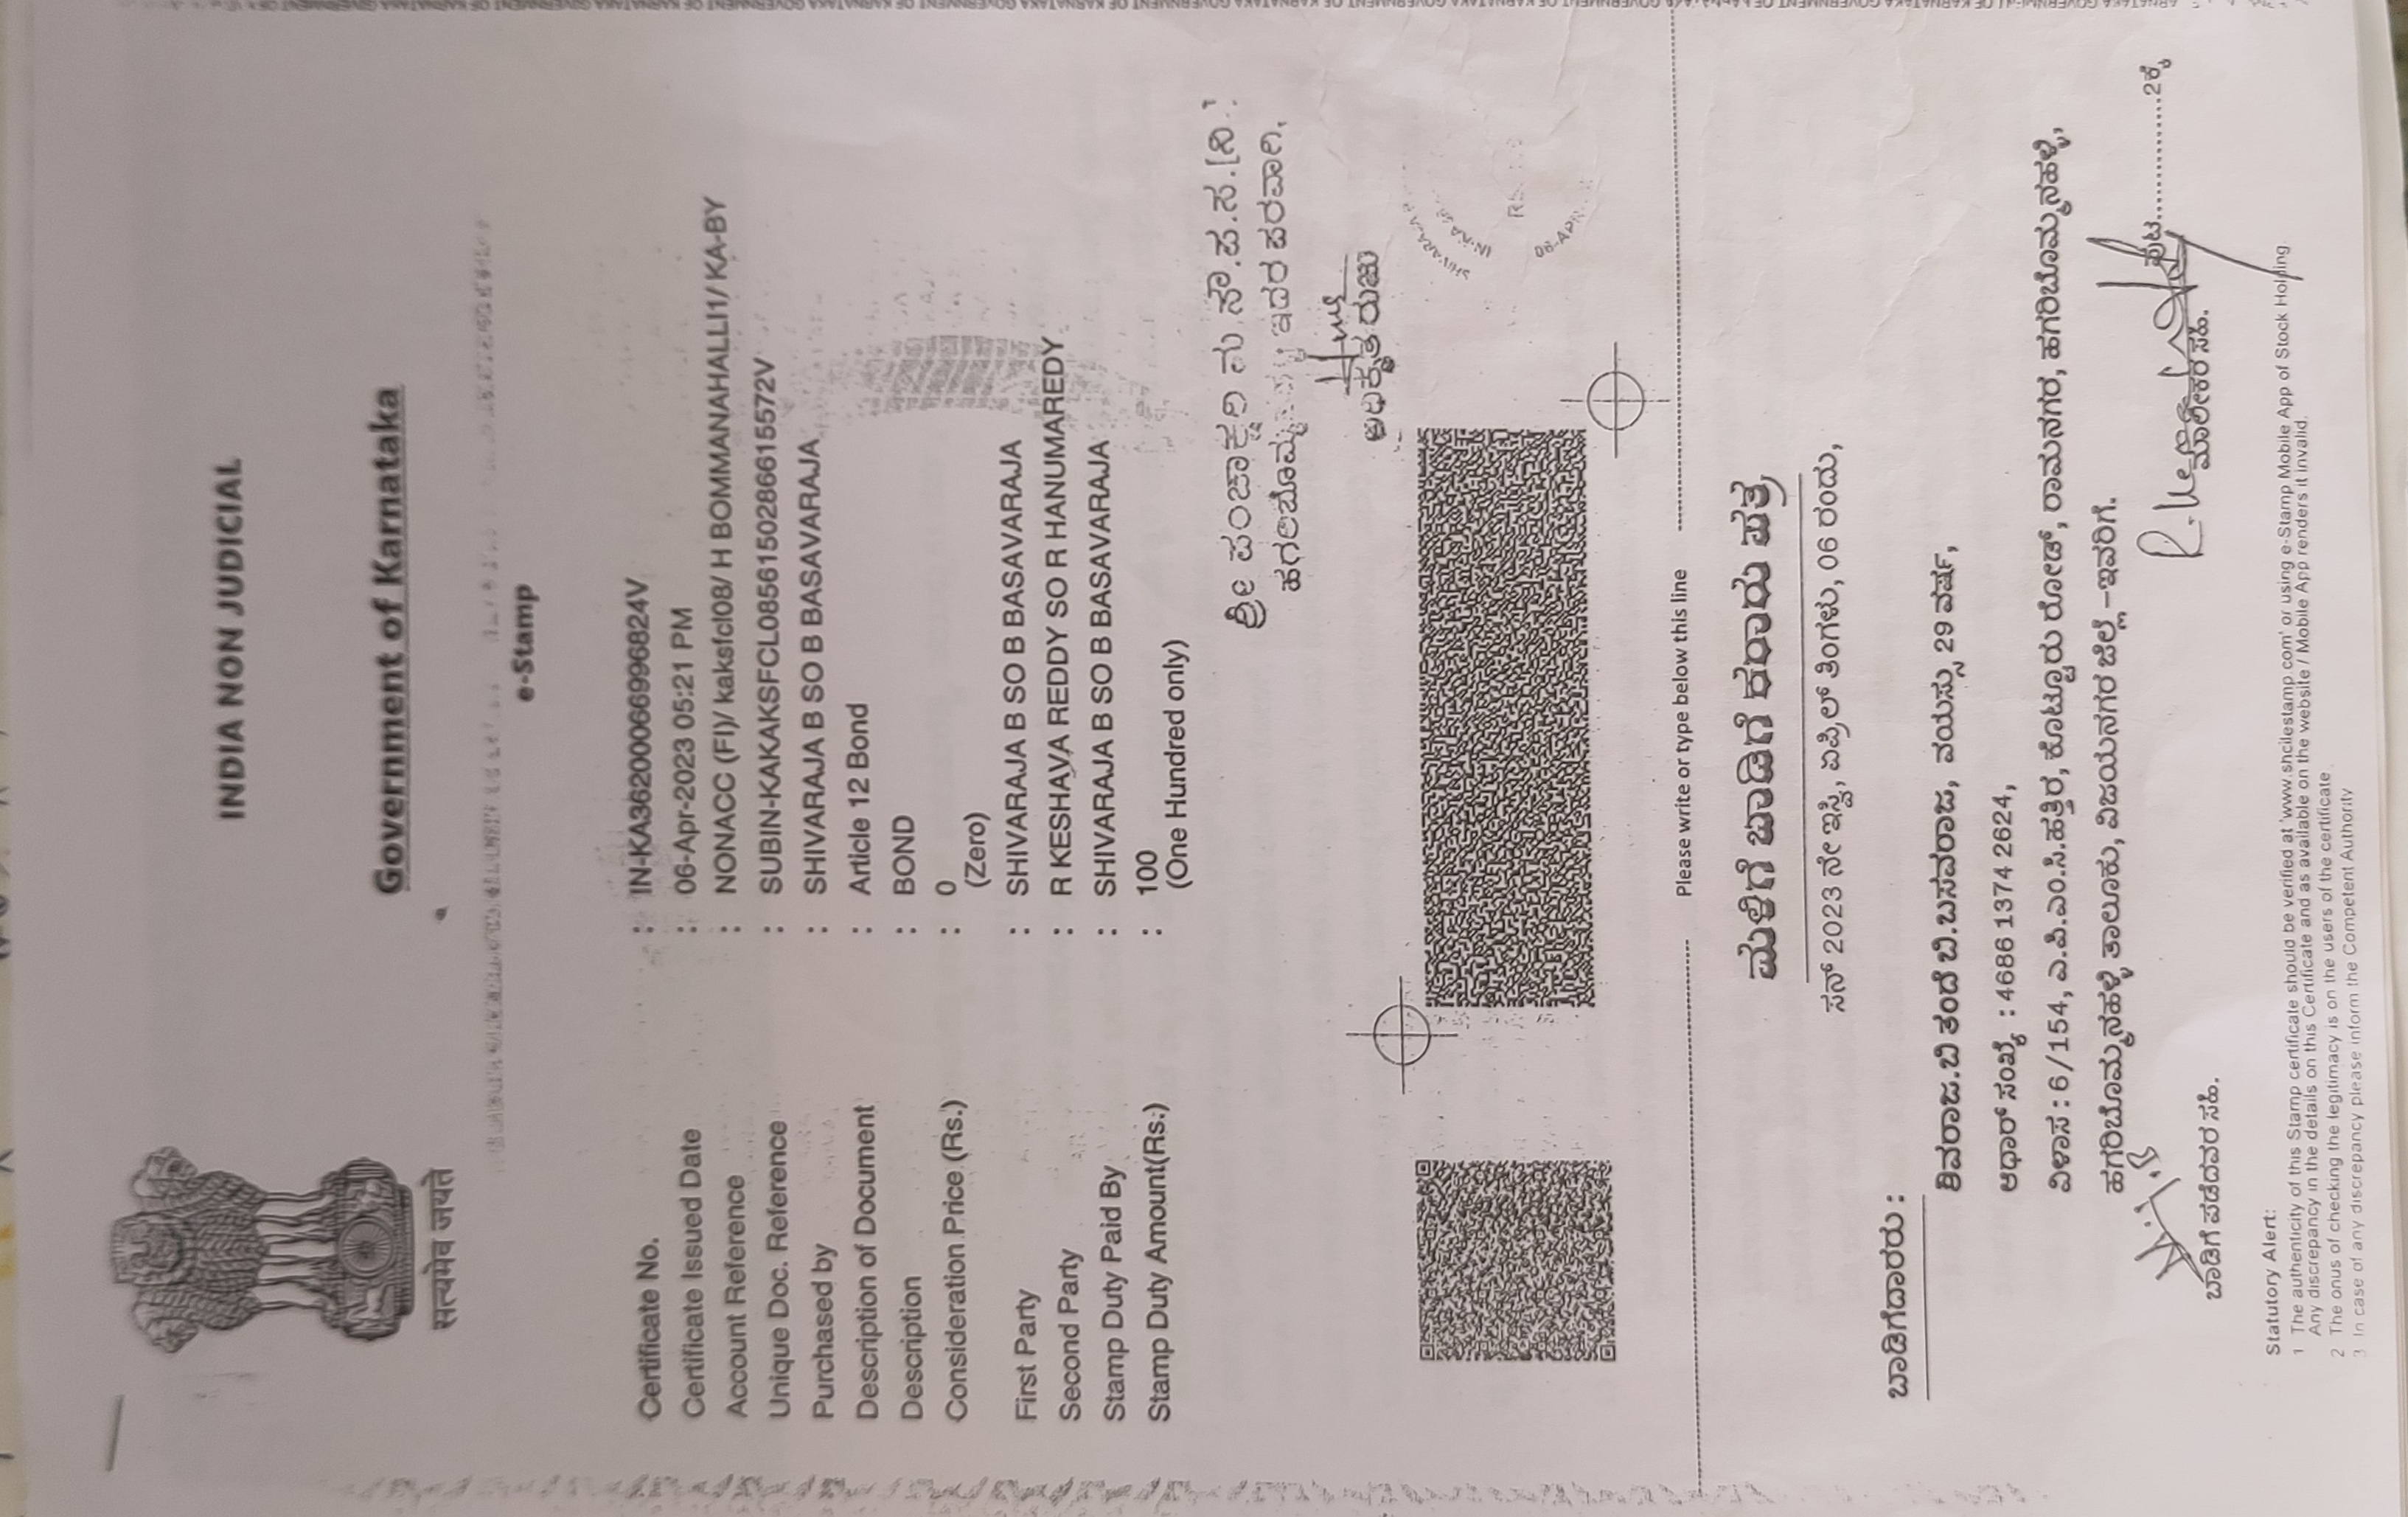 सत्यमेव जयते
INDIA NON JUDICIAL
Government of Karnataka
e-Stamp
Certificate No. : IN-KA36200066996824V
Certificate Issued Date : 06-Apr-2023 05:21 PM
Account Reference : NONACC (FI)/ kaksfcl08/ H BOMMANAHALLI1/ KA-BY
Unique Doc. Reference : SUBIN-KAKAKSFCL0856150286615572V
Purchased by : SHIVARAJA B SO B BASAVARAJA
Description of Document : Article 12 Bond
Description : BOND
Consideration Price (Rs.) : 0
(Zero)
First Party : SHIVARAJA B SO B BASAVARAJA
Second Party : R KESHAVA REDDY SO R HANUMAREDY
Stamp Duty Paid By : SHIVARAJA B SO B BASAVARAJA
Stamp Duty Amount(Rs.) : 100
(One Hundred only)
ಶ್ರೀ ಪಂಚಾಕ್ಷರಿ ಮ.ಸೌ.ಪ.ಸ.(ನಿ.)
ಇದರ ಪರವಾಗಿ,
ಅಧಿಕೃತ ರುಜು
SHIVARAJA B
IN-KA
06-APR
Please write or type below this line
ಮಳಿಗೆ ಬಾಡಿಗೆ ಕರಾರು ಪತ್ರ
ಸನ್ 2023 ನೇ ಇಸ್ವಿ, ಏಪ್ರಿಲ್ ತಿಂಗಳು, 06 ರಂದು,
ಬಾಡಿಗೆದಾರರು :
ಶಿವರಾಜ.ಬಿ ತಂದೆ ಬಿ.ಬಸವರಾಜ, ವಯಸ್ಸು 29 ವರ್ಷ,
ಆಧಾರ್ ಸಂಖ್ಯೆ : 4686 1374 2624,
ವಿಳಾಸ : 6/154, ಎ.ಪಿ.ಎಂ.ಸಿ.ಹತ್ತಿರ, ಕೊಟ್ಟೂರು ರೋಡ್, ರಾಮನಗರ, ಹಗರಿಬೊಮ್ಮನಹಳ್ಳಿ,
ಹಗರಿಬೊಮ್ಮನಹಳ್ಳಿ ತಾಲೂಕು, ವಿಜಯನಗರ ಜಿಲ್ಲೆ –ಇವರಿಗೆ.
ಪುಟ...............2ಕ್ಕೆ
ಬಾಡಿಗೆ ಪಡೆದವರ ಸಹಿ.
ಮಾಲೀಕರ ಸಹಿ.
Statutory Alert:
1 The authenticity of this Stamp certificate should be verified at 'www.shcilestamp.com' or using e-Stamp Mobile App of Stock Holding.
Any discrepancy in the details on this Certificate and as available on the website / Mobile App renders it invalid.
2 The onus of checking the legitimacy is on the users of the certificate
3 In case of any discrepancy please inform the Competent Authority